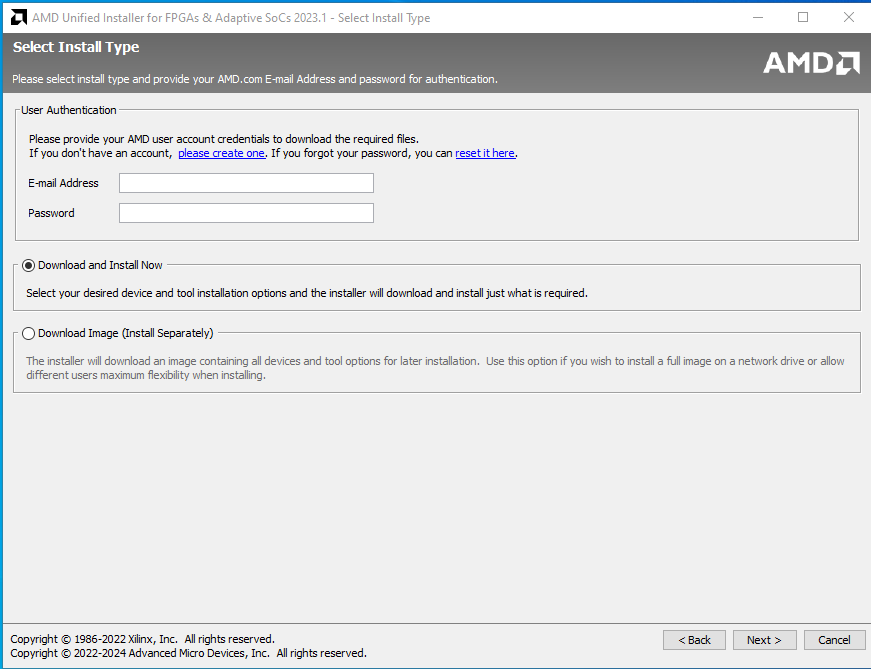 AMD Unified Installer for FPGAs & Adaptive SoCs 2023.1 - Select Install Type
Select Install Type
Please select install type and provide your AMD.com E-mail Address and password for authentication.
AMD
User Authentication
Please provide your AMD user account credentials to download the required files.
If you don't have an account, please create one. If you forgot your password, you can reset it here.
E-mail Address
Password
Download and Install Now
Select your desired device and tool installation options and the installer will download and install just what is required.
Download Image (Install Separately)
The installer will download an image containing all devices and tool options for later installation. Use this option if you wish to install a full image on a network drive or allow
different users maximum flexibility when installing.
Copyright © 1986-2022 Xilinx, Inc. All rights reserved.
Copyright © 2022-2024 Advanced Micro Devices, Inc. All rights reserved.
< Back
Next >
Cancel